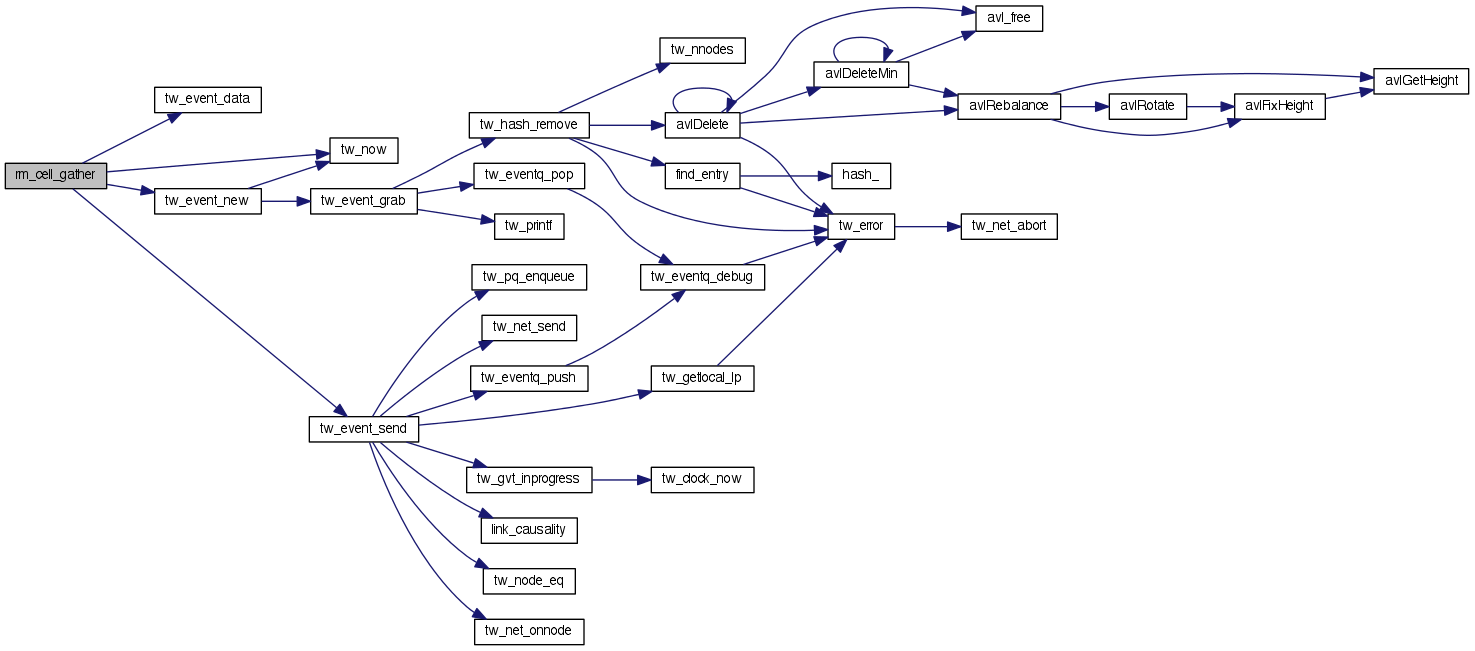 rm_cell_gather
tw_event_data
tw_now
tw_event_new
tw_event_grab
tw_hash_remove
tw_nnodes
avlDelete
avlDeleteMin
avl_free
avlRebalance
avlRotate
avlFixHeight
avlGetHeight
find_entry
hash_
tw_eventq_pop
tw_printf
tw_error
tw_net_abort
tw_eventq_debug
tw_pq_enqueue
tw_net_send
tw_eventq_push
tw_getlocal_lp
tw_event_send
tw_gvt_inprogress
tw_clock_now
link_causality
tw_node_eq
tw_net_onnode